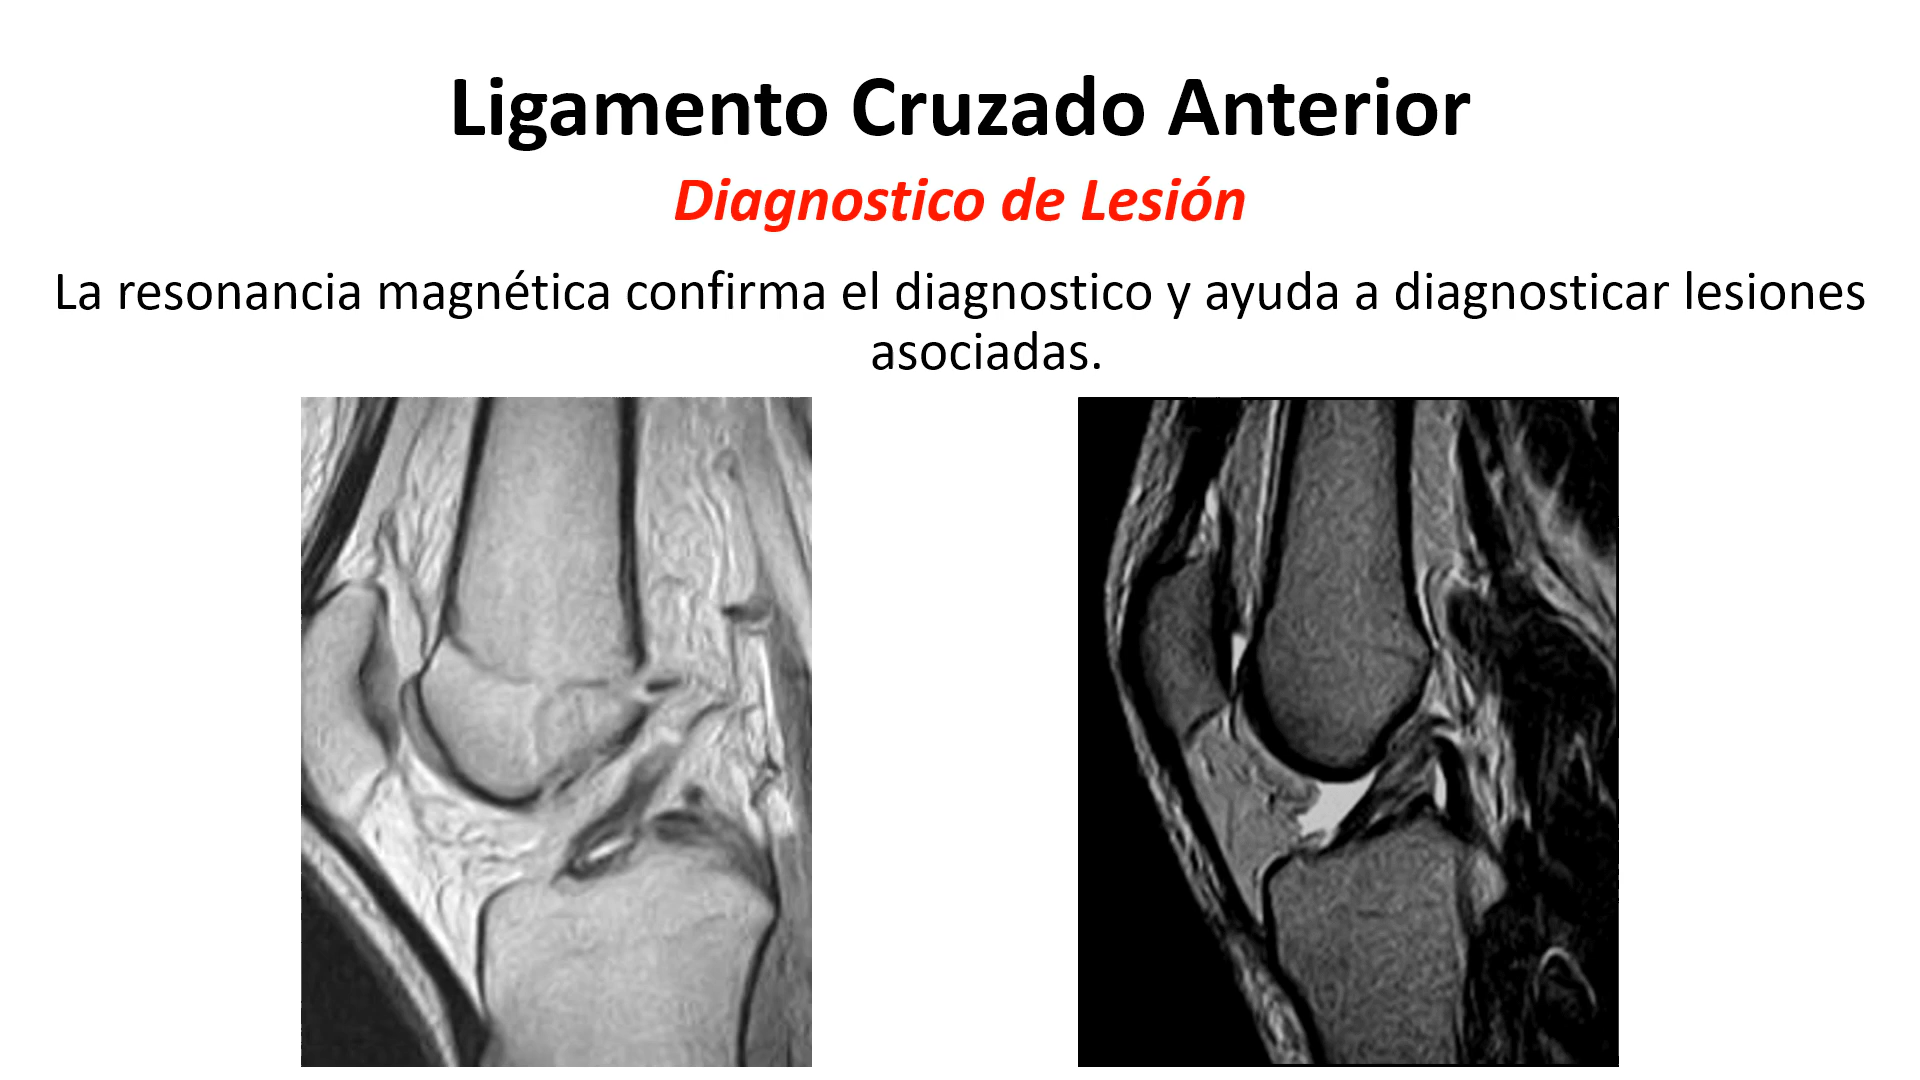 Ligamento Cruzado Anterior
Diagnostico de Lesión
La resonancia magnética confirma el diagnostico y ayuda a diagnosticar lesiones
asociadas.